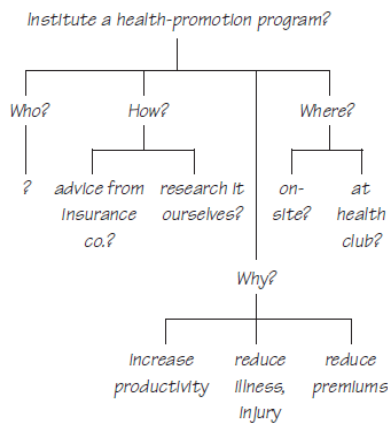 Institute a health-promotion program?
Who?
How?
Where?
?
advice from
insurance
co.?
research it
ourselves?
on-
site?
at
health
club?
Why?
increase
productivity
reduce
illness,
injury
reduce
premiums